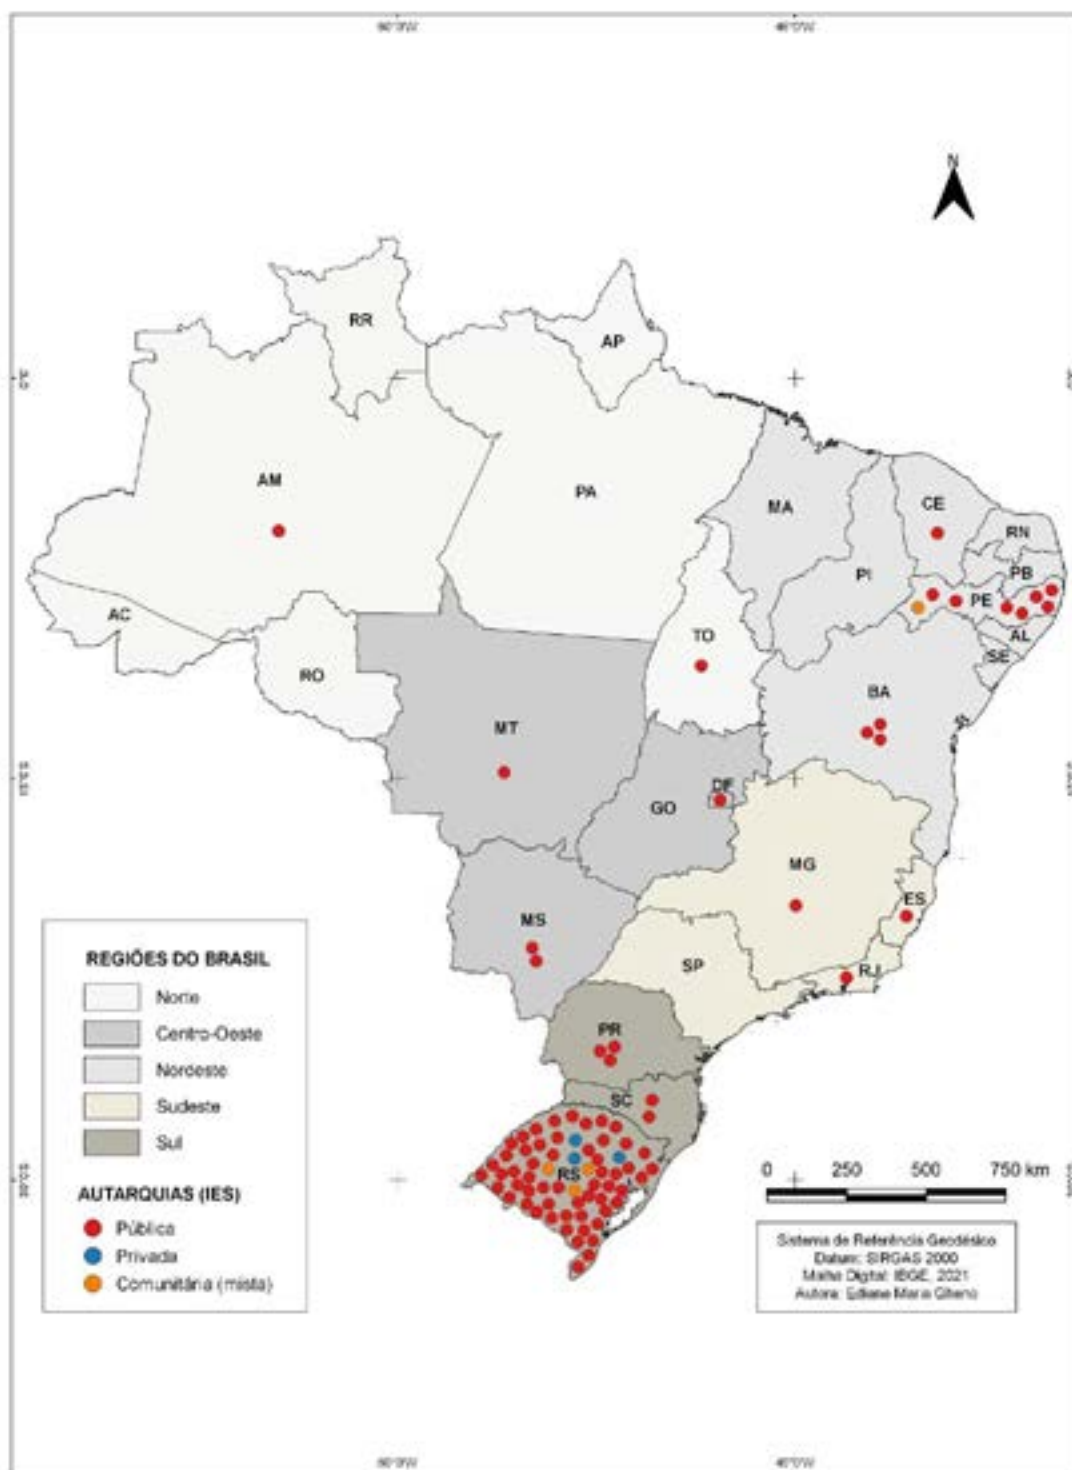 N
RR
AP
AM
PA
MA
CE
RN
PI
PB
PE
AC
TO
AL
SE
RO
BA
MT
DF
GO
MG
ES
MS
SP
RJ
PR
SC
RS
REGIÕES DO BRASIL
Norte
Centro-Oeste
Nordeste
Sudeste
Sul
AUTARQUIAS (IES)
Pública
Privada
Comunitária (mista)
0 250 500 750 km
Sistema de Referência Geodésico
Datum: SIRGAS 2000
Malha Digital: IBGE, 2021
Autora: Ediane Maria